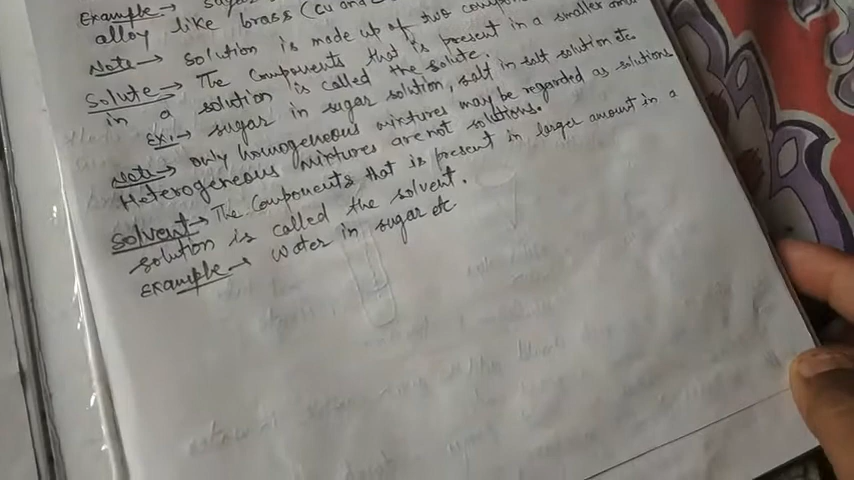 Example → sugar
alloy like brass (Cu and
Note → solution is made up of two compon
Solute → The Components that is present in a smaller amou
in a solution is called the solute.
Ex:→ sugar in sugar solution, salt in salt solution etc.
Note → only homogeneous mixtures may be regarded as solutions
Heterogeneous mixtures are not solutions.
Solvent → The Components that is present in larger amount in a
solution is called the solvent.
Example → water in sugar etc.